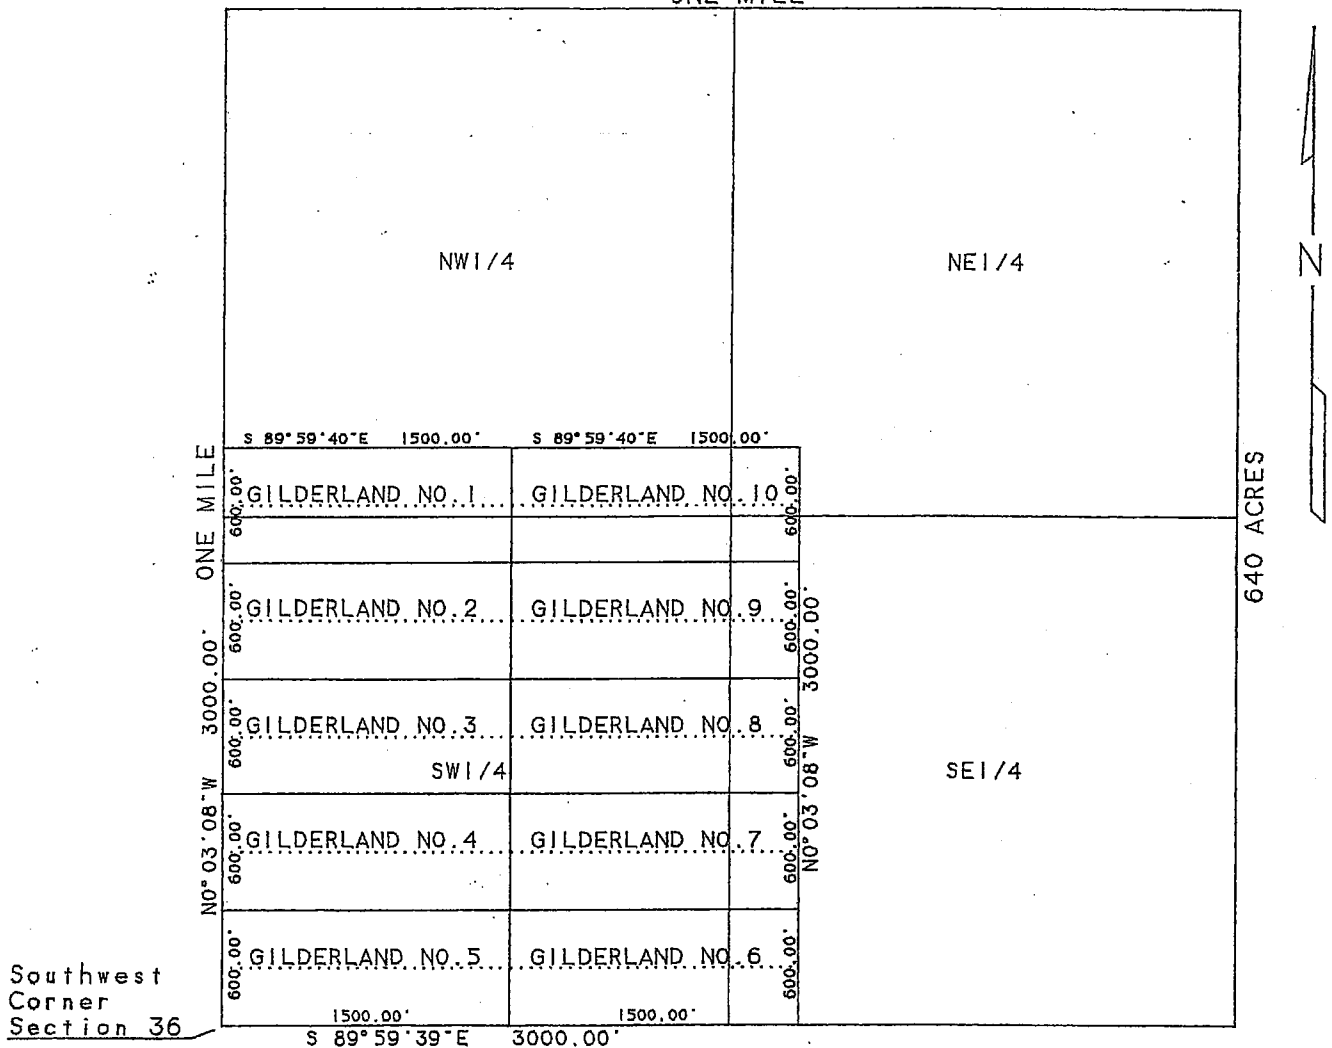 ONE MILE
NW1/4
NE1/4
N
S 89°59'40"E 1500.00'
S 89°59'40"E 1500.00'
ONE MILE
640 ACRES
600.00'
GILDERLAND NO.1
GILDERLAND NO.10
600.00'
600.00'
GILDERLAND NO.2
GILDERLAND NO.9
600.00'
N0°03'08"W 3000.00'
N0°03'08"W 3000.00'
600.00'
GILDERLAND NO.3
GILDERLAND NO.8
600.00'
SW1/4
SE1/4
600.00'
GILDERLAND NO.4
GILDERLAND NO.7
600.00'
600.00'
GILDERLAND NO.5
GILDERLAND NO.6
600.00'
Southwest
Corner
Section 36
1500.00'
1500.00'
S 89°59'39"E 3000.00'